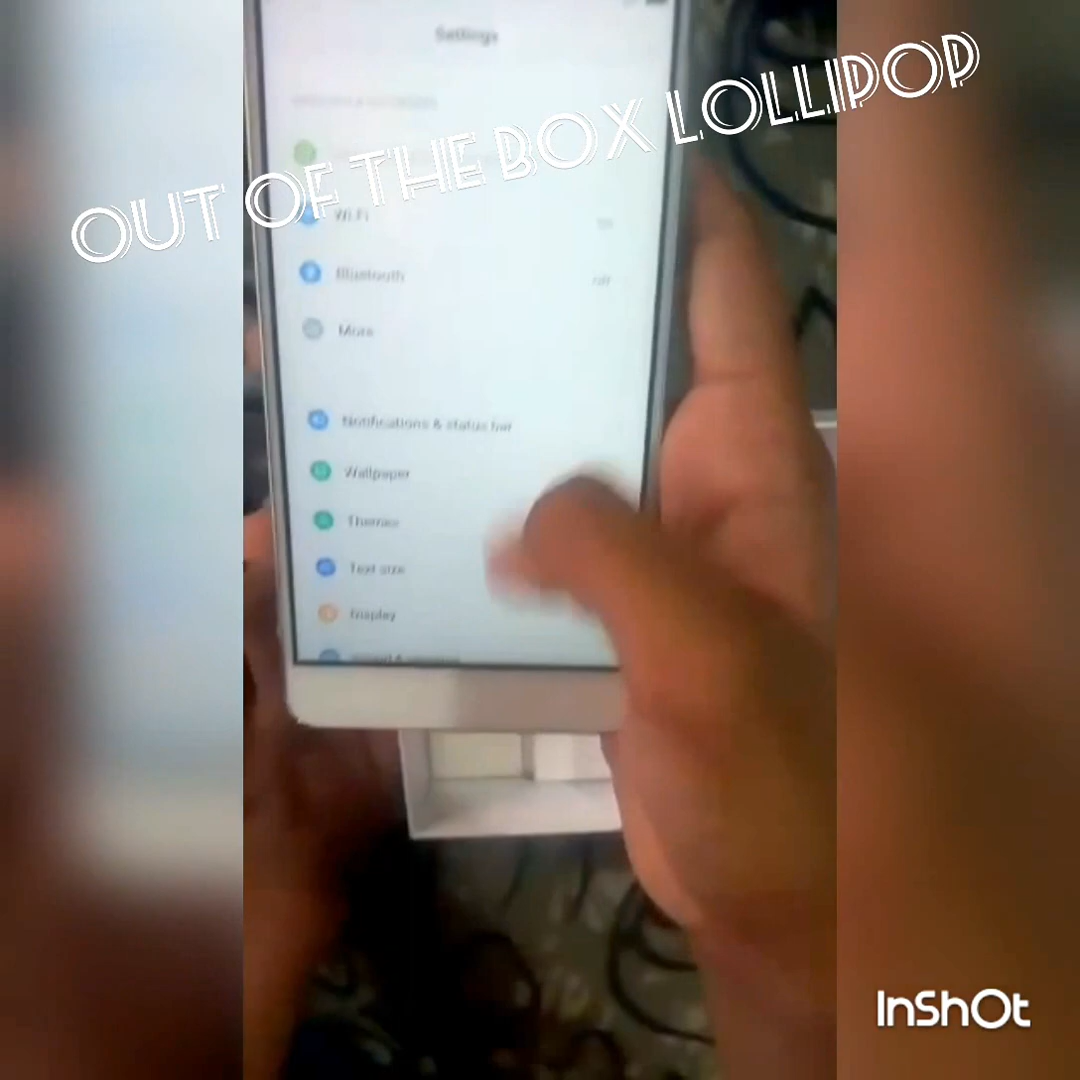 Settings
OUT OF THE BOX LOLLIPOP
Wi-Fi
Bluetooth
More
Notifications & status bar
Wallpaper
Themes
Text size
Display
InShOt